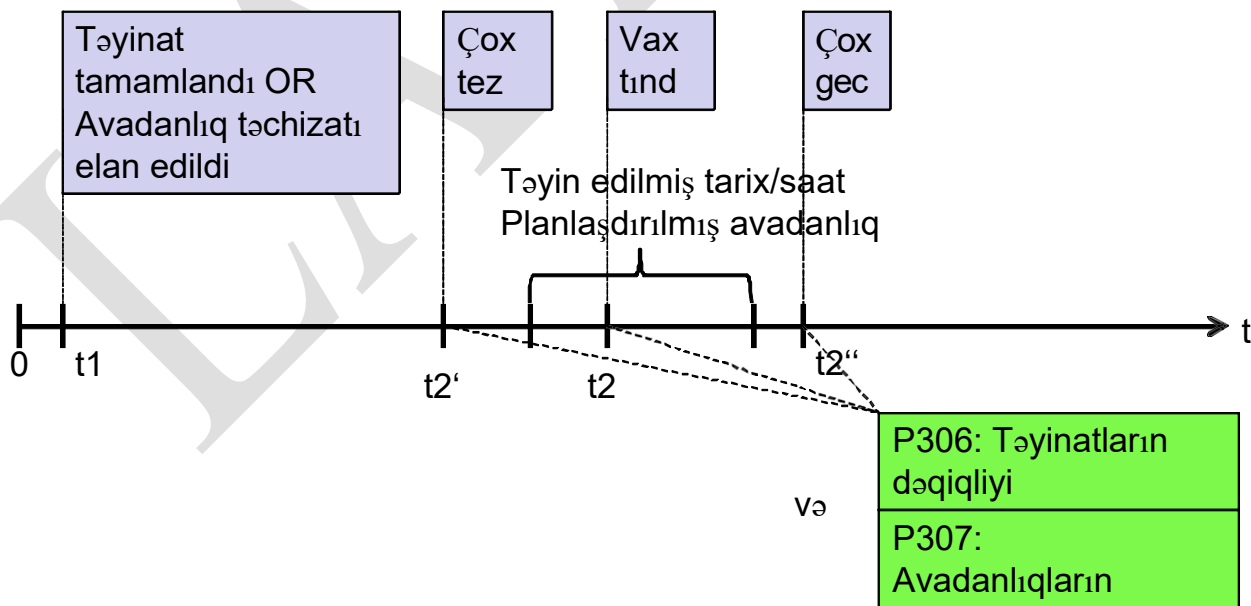 Təyinat
tamamlandı OR
Avadanlıq təchizatı
elan edildi
Çox
tez
Vax
tınd
Çox
gec
Təyin edilmiş tarix/saat
Planlaşdırılmış avadanlıq
t
0
t1
t2‘
t2
t2“
P306: Təyinatların
dəqiqliyi
və
P307:
Avadanlıqların